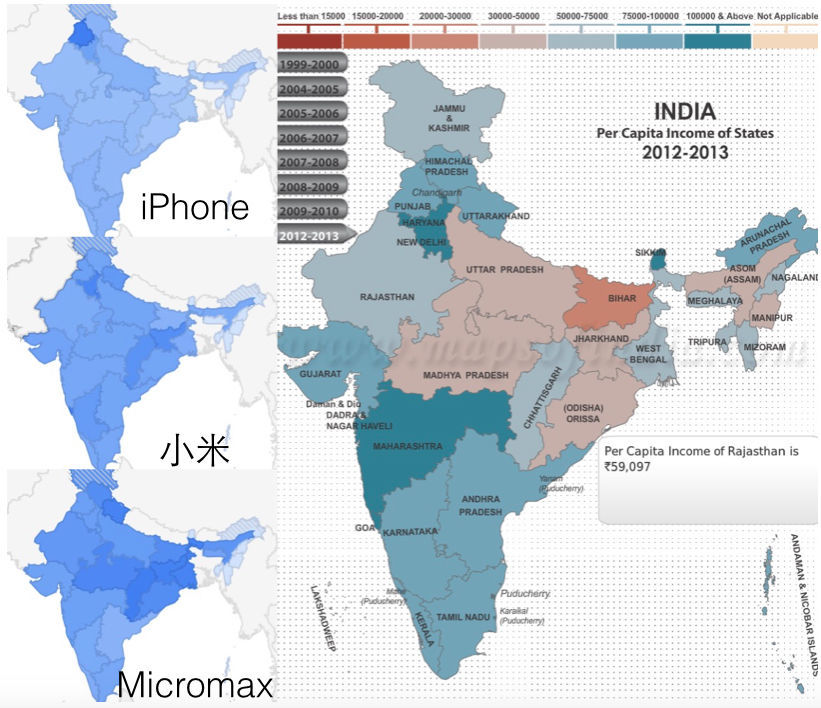 iPhone
小米
Micromax
Less than 15000 15000-20000 20000-30000 30000-50000 50000-75000 75000-100000 100000 & Above Not Applicable
1999-2000
2004-2005
2005-2006
2006-2007
2007-2008
2008-2009
2009-2010
2012-2013
INDIA
Per Capita Income of States
2012-2013
JAMMU
&
KASHMIR
HIMACHAL
PRADESH
Chandigarh
PUNJAB
UTTARAKHAND
HARYANA
NEW DELHI
ARUNACHAL
PRADESH
SIKKIM
UTTAR PRADESH
ASOM
(ASSAM)
NAGALAND
RAJASTHAN
BIHAR
MEGHALAYA
MANIPUR
JHARKHAND
WEST
BENGAL
TRIPURA
MIZORAM
GUJARAT
MADHYA PRADESH
CHHATTISGARH
Daman & Diu
DADRA &
NAGAR HAVELI
(ODISHA)
ORISSA
MAHARASHTRA
Per Capita Income of Rajasthan is
₹59,097
Yanam
(Puducherry)
ANDHRA
PRADESH
GOA
KARNATAKA
ANDAMAN & NICOBAR ISLANDS
LAKSHADWEEP
Mahe
(Puducherry)
Puducherry
Karaikal
(Puducherry)
KERALA
TAMIL NADU